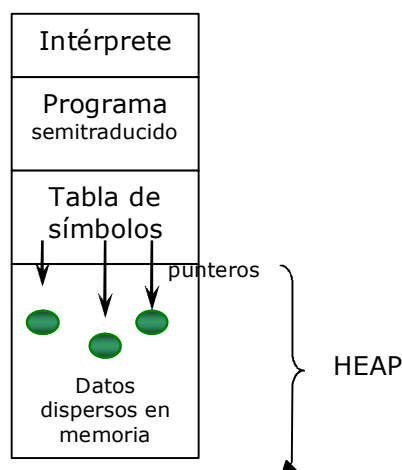 Intérprete
Programa
semitraducido
Tabla de
símbolos
punteros
HEAP
Datos
dispersos en
memoria